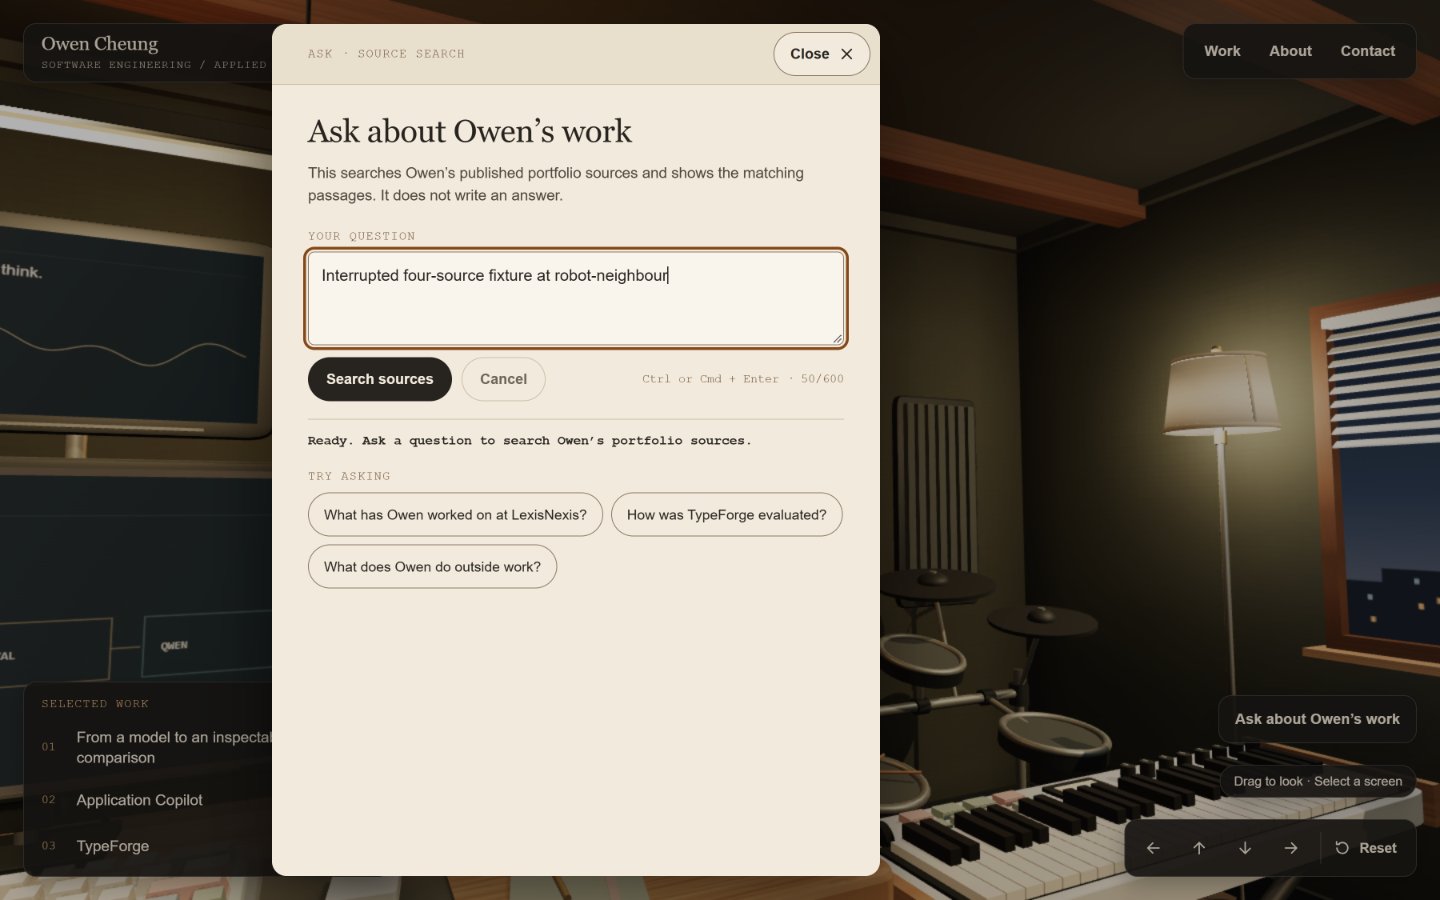 Owen Cheung
SOFTWARE ENGINEERING / APPLIED
ASK · SOURCE SEARCH
Close
Work
About
Contact
Ask about Owen’s work
This searches Owen’s published portfolio sources and shows the matching
passages. It does not write an answer.
YOUR QUESTION
Interrupted four-source fixture at robot-neighbour
Search sources
Cancel
Ctrl or Cmd + Enter · 50/600
Ready. Ask a question to search Owen’s portfolio sources.
TRY ASKING
What has Owen worked on at LexisNexis?
How was TypeForge evaluated?
What does Owen do outside work?
think.
QWEN
SELECTED WORK
01 From a model to an
comparison
02 Application Copilot
03 TypeForge
Ask about Owen’s work
Drag to look · Select a screen
← ↑ ↓ → Reset